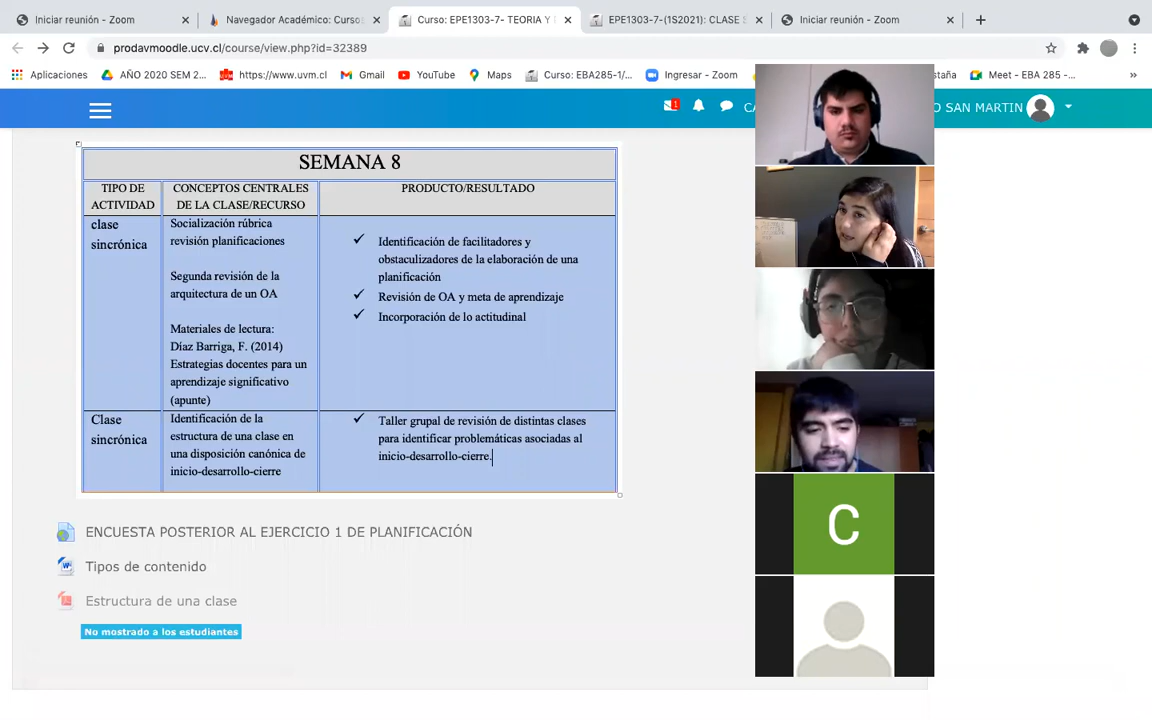 Iniciar reunión - Zoom
Navegador Académico: Curso:
Curso: EPE1303-7- TEORIA Y
EPE1303-7-(1S2021): CLASE
Iniciar reunión - Zoom
prodavmoodle.ucv.cl/course/view.php?id=32389
Aplicaciones
AÑO 2020 SEM 2...
https://www.uvm.cl
Gmail
YouTube
Maps
Curso: EBA285-1/...
Ingresar - Zoom
Meet - EBA 285 -...
1
O SAN MARTIN
SEMANA 8
TIPO DE
ACTIVIDAD
CONCEPTOS CENTRALES
DE LA CLASE/RECURSO
PRODUCTO/RESULTADO
clase
sincrónica
Socialización rúbrica
revisión planificaciones
Segunda revisión de la
arquitectura de un OA
Materiales de lectura:
Díaz Barriga, F. (2014)
Estrategias docentes para un
aprendizaje significativo
(apunte)
Identificación de facilitadores y
obstaculizadores de la elaboración de una
planificación
Revisión de OA y meta de aprendizaje
Incorporación de lo actitudinal
Clase
sincrónica
Identificación de la
estructura de una clase en
una disposición canónica de
inicio-desarrollo-cierre
Taller grupal de revisión de distintas clases
para identificar problemáticas asociadas al
inicio-desarrollo-cierre.
ENCUESTA POSTERIOR AL EJERCICIO 1 DE PLANIFICACIÓN
Tipos de contenido
Estructura de una clase
No mostrado a los estudiantes
C